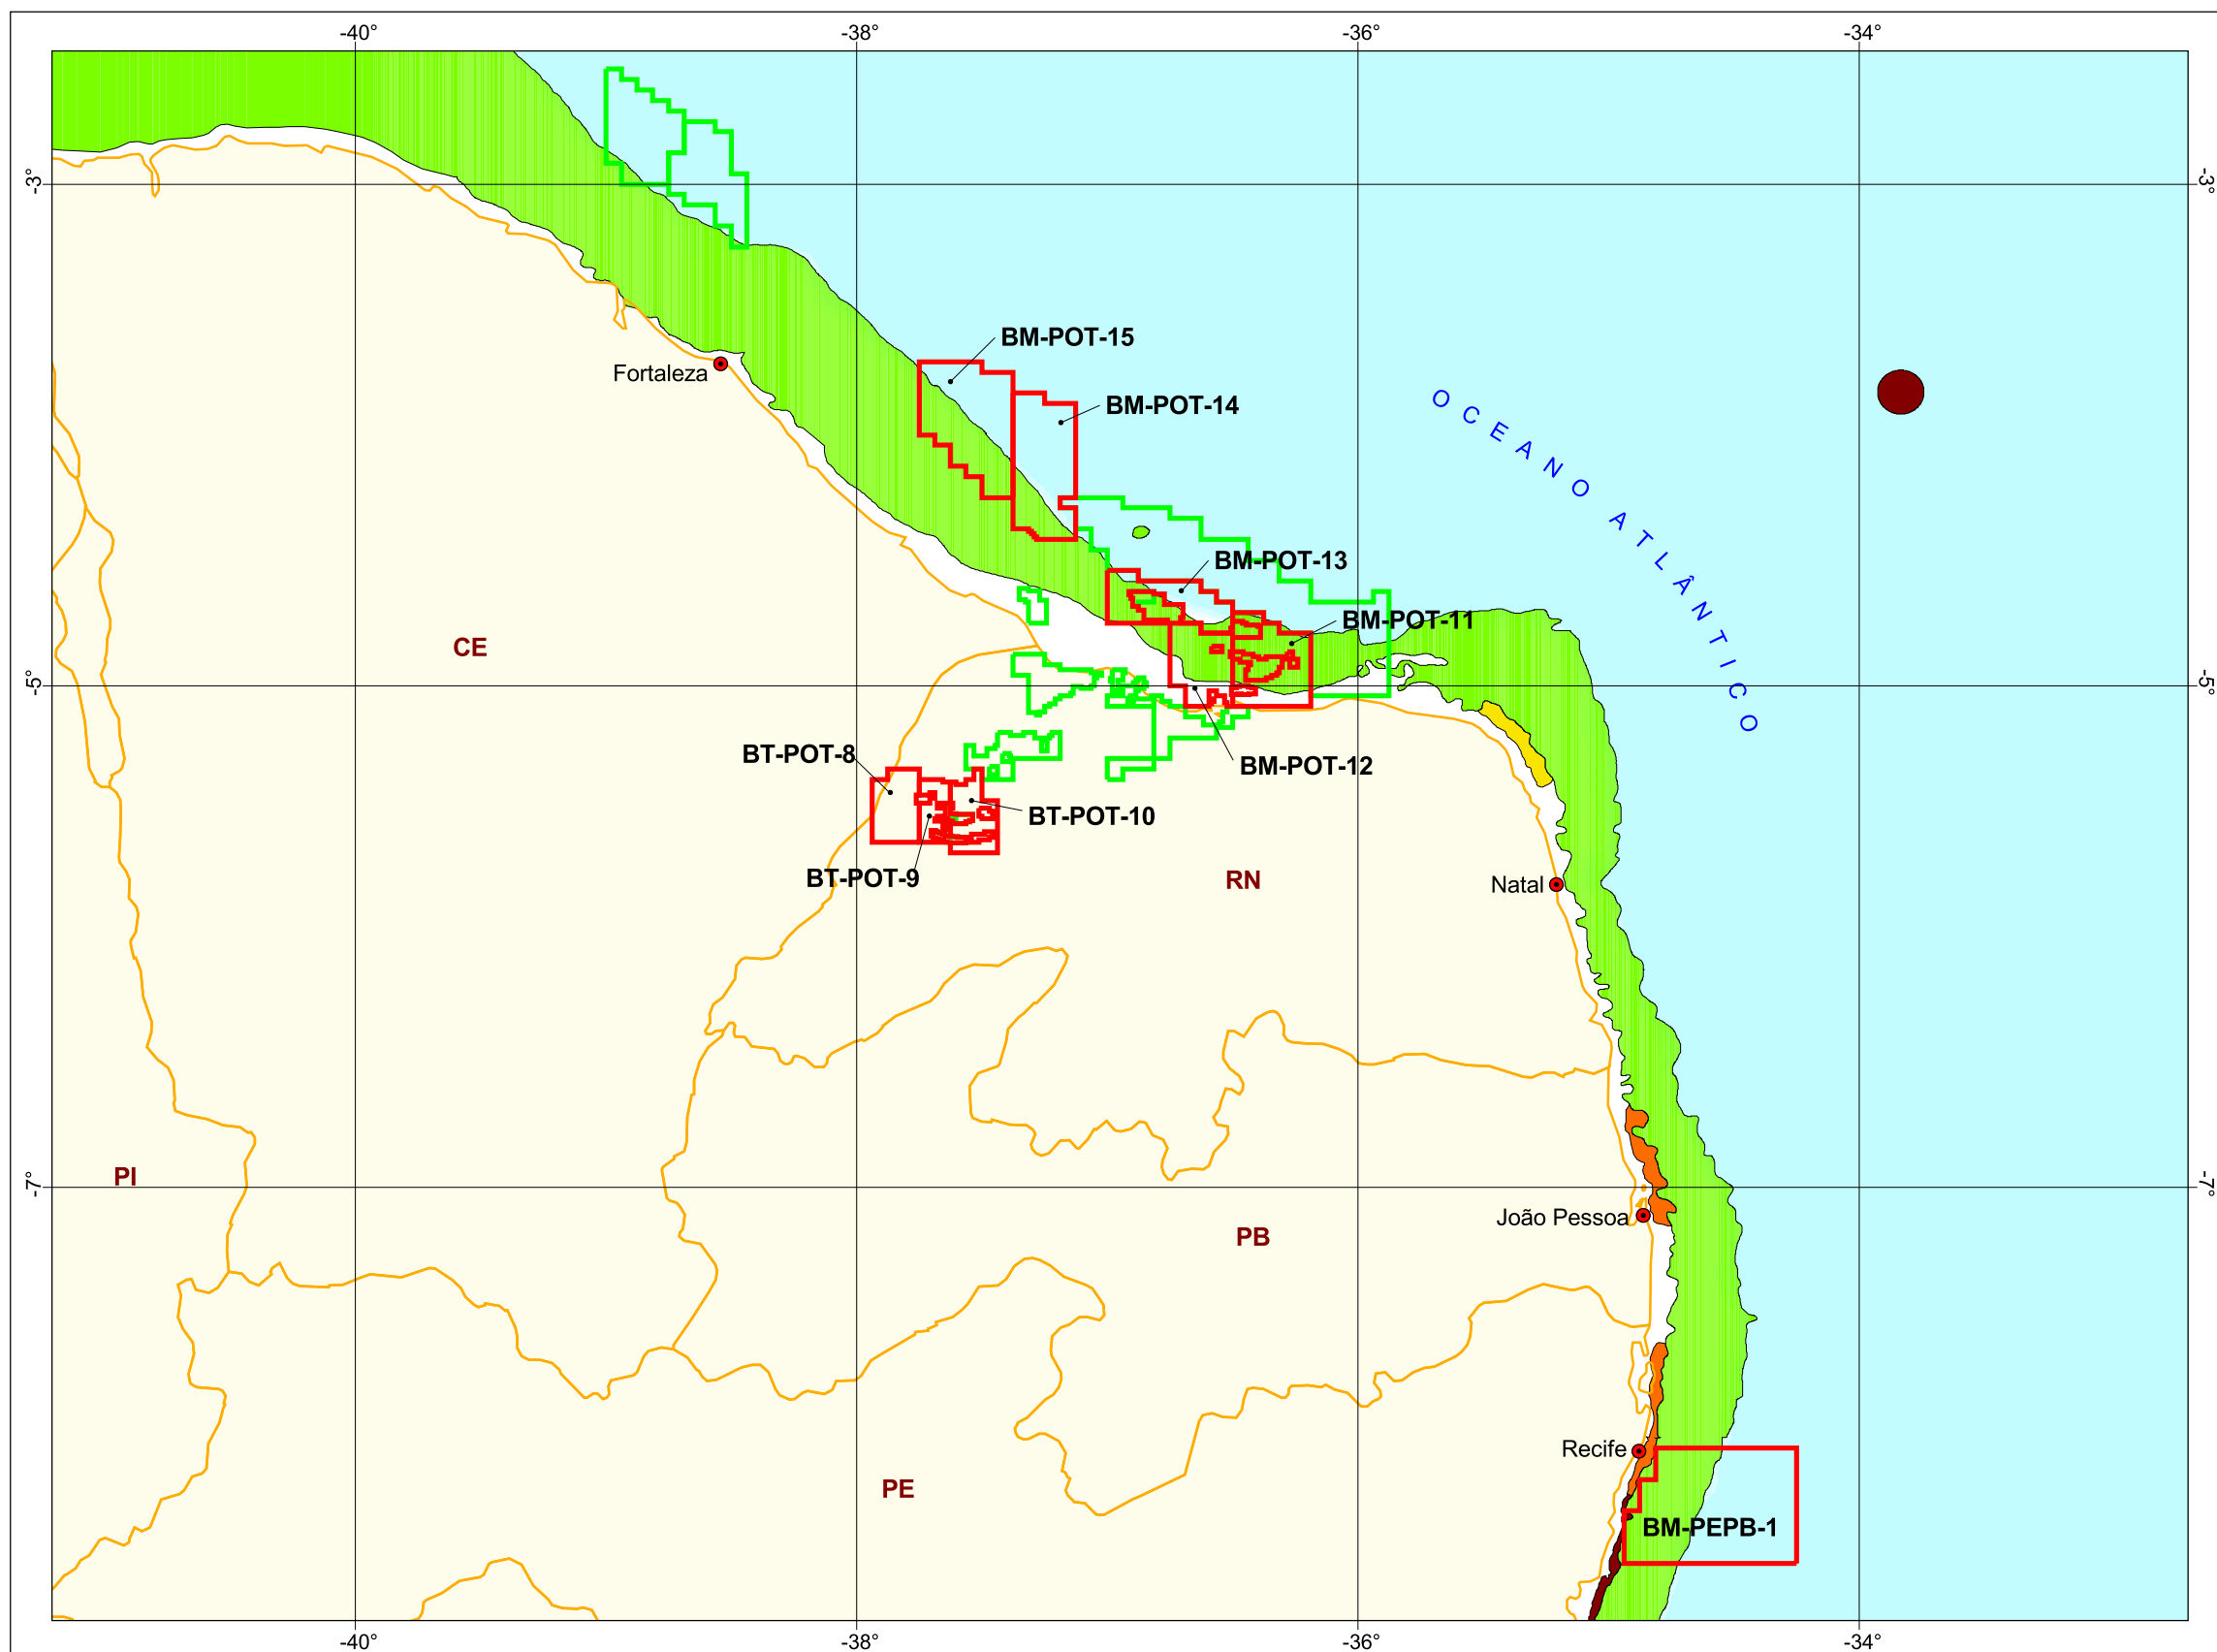 -40° -38° -36° -34°
-3° -3°
BM-POT-15
Fortaleza
BM-POT-14
OCEANO ATLÂNTICO
BM-POT-13
BM-POT-11
CE
-5° -5°
BT-POT-8
BM-POT-12
BT-POT-10
BT-POT-9
RN
Natal
PI
-7° -7°
João Pessoa
PB
Recife
PE
BM-PEPB-1
-40° -38° -36° -34°